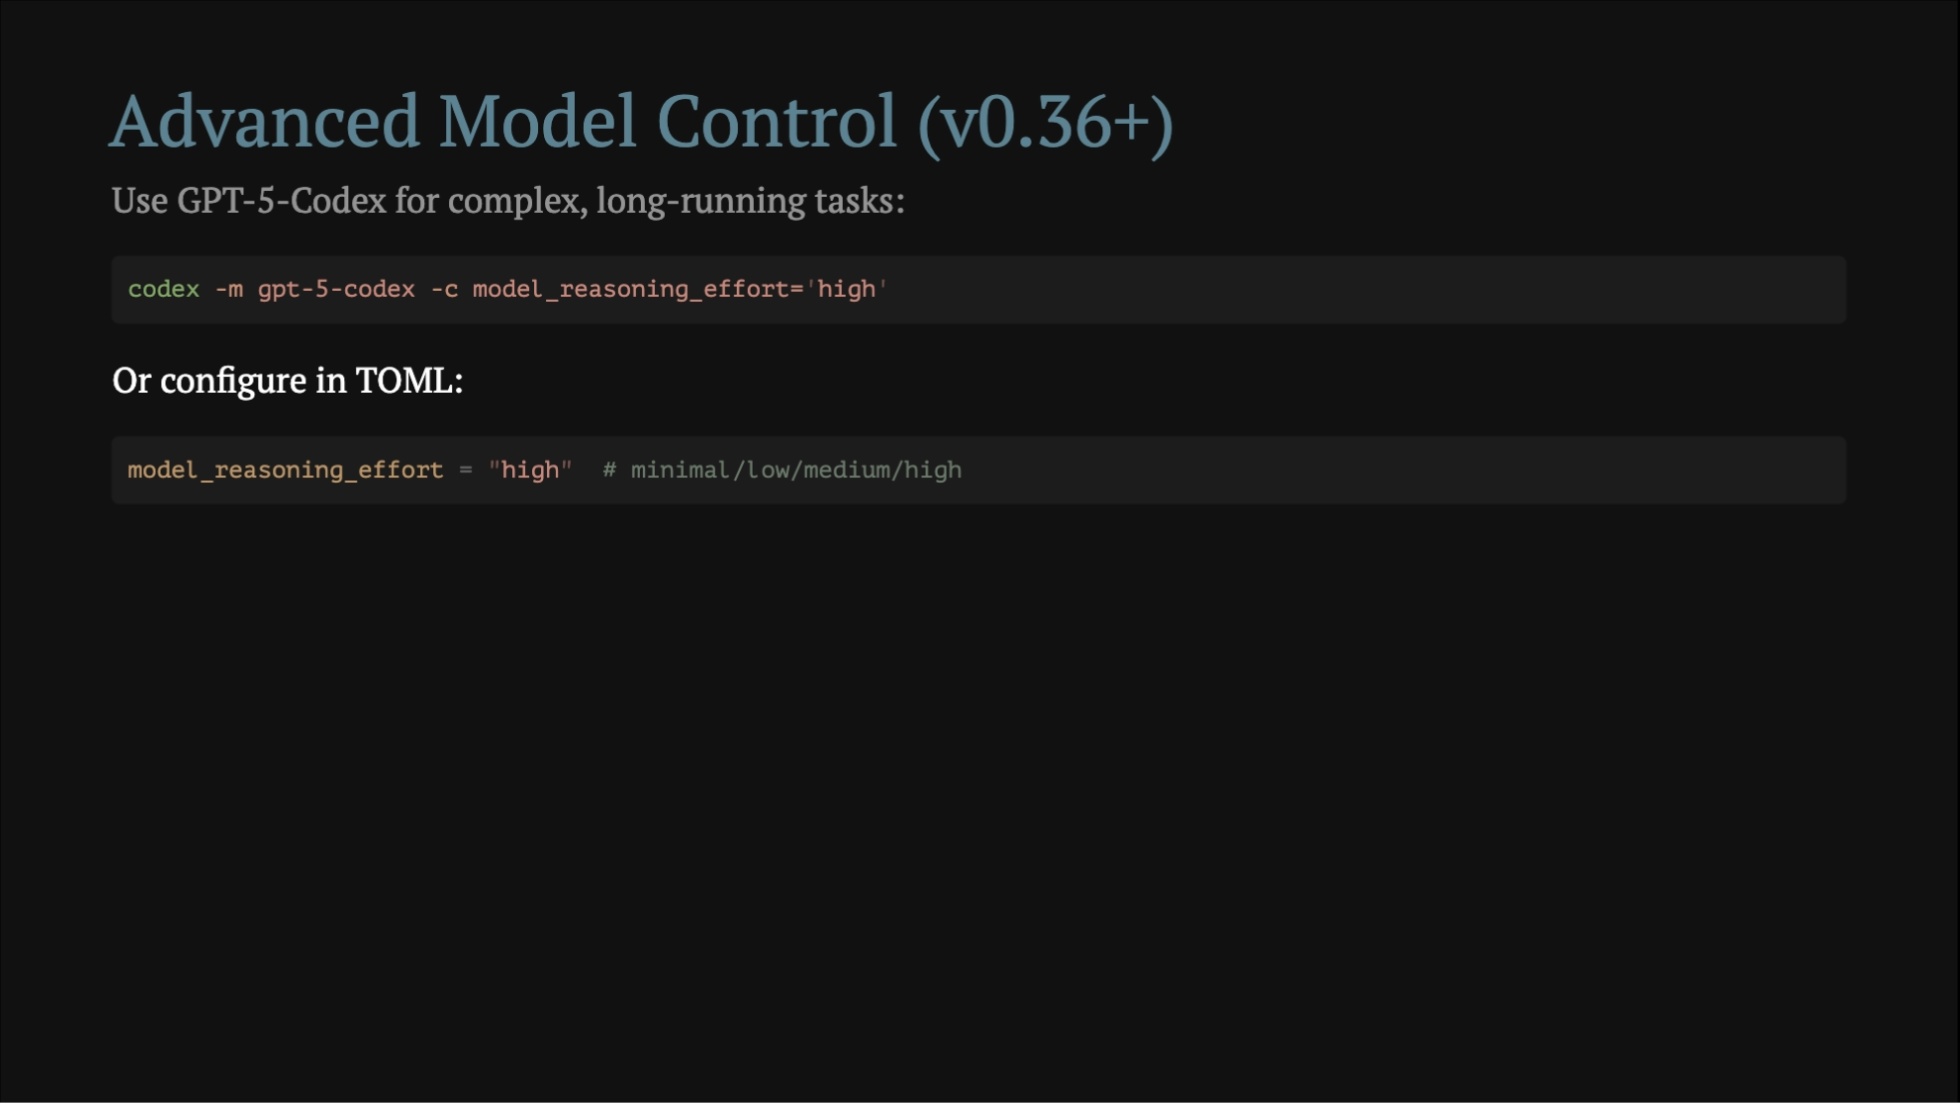 Advanced Model Control (v0.36+)
Use GPT-5-Codex for complex, long-running tasks:
codex -m gpt-5-codex -c model_reasoning_effort='high'
Or configure in TOML:
model_reasoning_effort = "high"  # minimal/low/medium/high